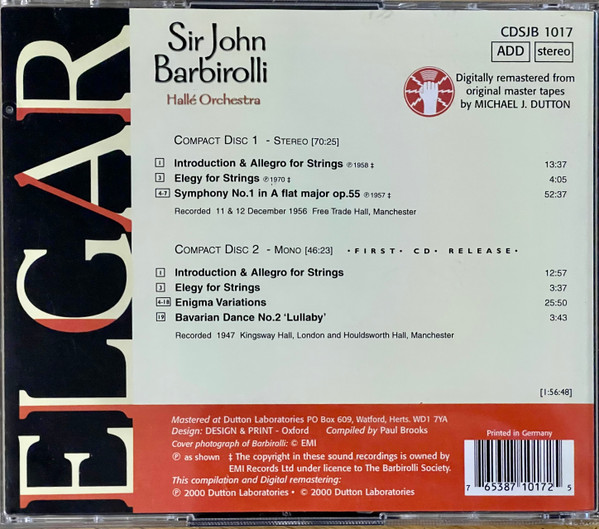 ELGAR
Sir John
Barbirolli
Hallé Orchestra
CDSJB 1017
ADD stereo
Digitally remastered from
original master tapes
by MICHAEL J. DUTTON
COMPACT DISC 1 - STEREO [70:25]
1 Introduction & Allegro for Strings ℗1958 ‡ 13:37
3 Elegy for Strings ℗1970 ‡ 4:05
4-7 Symphony No.1 in A flat major op.55 ℗1957 ‡ 52:37
Recorded 11 & 12 December 1956 Free Trade Hall, Manchester
COMPACT DISC 2 - MONO [46:23] •FIRST• CD• RELEASE•
1 Introduction & Allegro for Strings 12:57
3 Elegy for Strings 3:37
4-18 Enigma Variations 25:50
19 Bavarian Dance No.2 ‘Lullaby’ 3:43
Recorded 1947 Kingsway Hall, London and Houldsworth Hall, Manchester
[1:56:48]
Mastered at Dutton Laboratories PO Box 609, Watford, Herts. WD1 7YA
Design: DESIGN & PRINT - Oxford Compiled by Paul Brooks
Cover photograph of Barbirolli: © EMI
℗ as shown ‡ The copyright in these sound recordings is owned by
EMI Records Ltd under licence to The Barbirolli Society.
This compilation and Digital remastering:
℗ 2000 Dutton Laboratories • © 2000 Dutton Laboratories
Printed in Germany
7 65387 10172 5